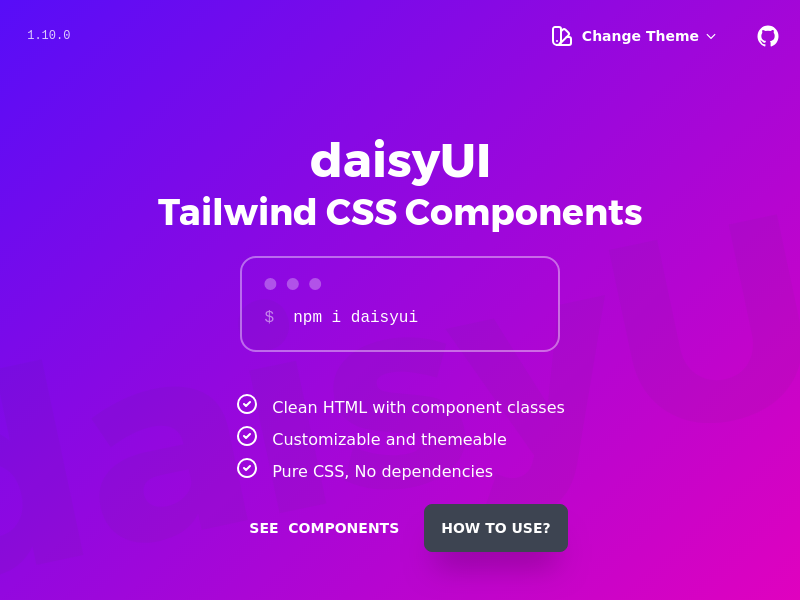 1.10.0
Change Theme
daisyUI
Tailwind CSS Components
$ npm i daisyui
Clean HTML with component classes
Customizable and themeable
Pure CSS, No dependencies
SEE COMPONENTS
HOW TO USE?
daisyU